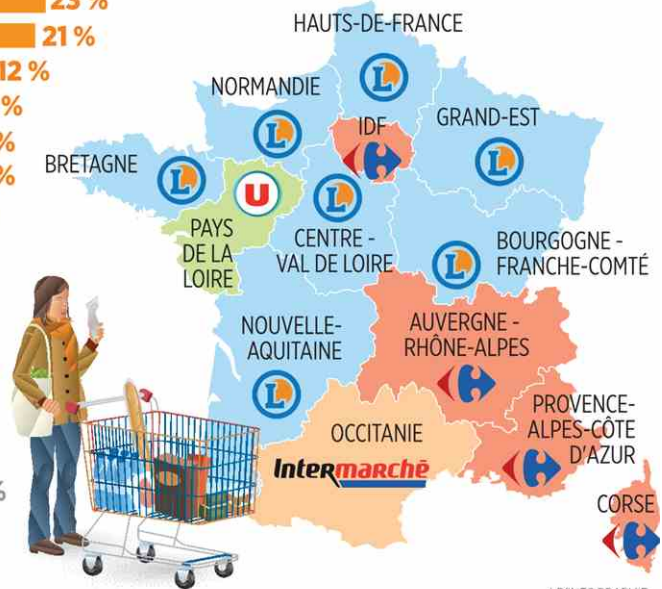 23 %
21 %
12 %
%
%
%
HAUTS-DE-FRANCE
NORMANDIE
L
IDF
GRAND-EST
L
L
BRETAGNE
L
U
L
PAYS
DE LA
LOIRE
CENTRE -
VAL DE LOIRE
BOURGOGNE -
FRANCHE-COMTÉ
L
NOUVELLE-
AQUITAINE
L
AUVERGNE -
RHÔNE-ALPES
PROVENCE-
ALPES-CÔTE
D'AZUR
OCCITANIE
Intermarchē
%
CORSE